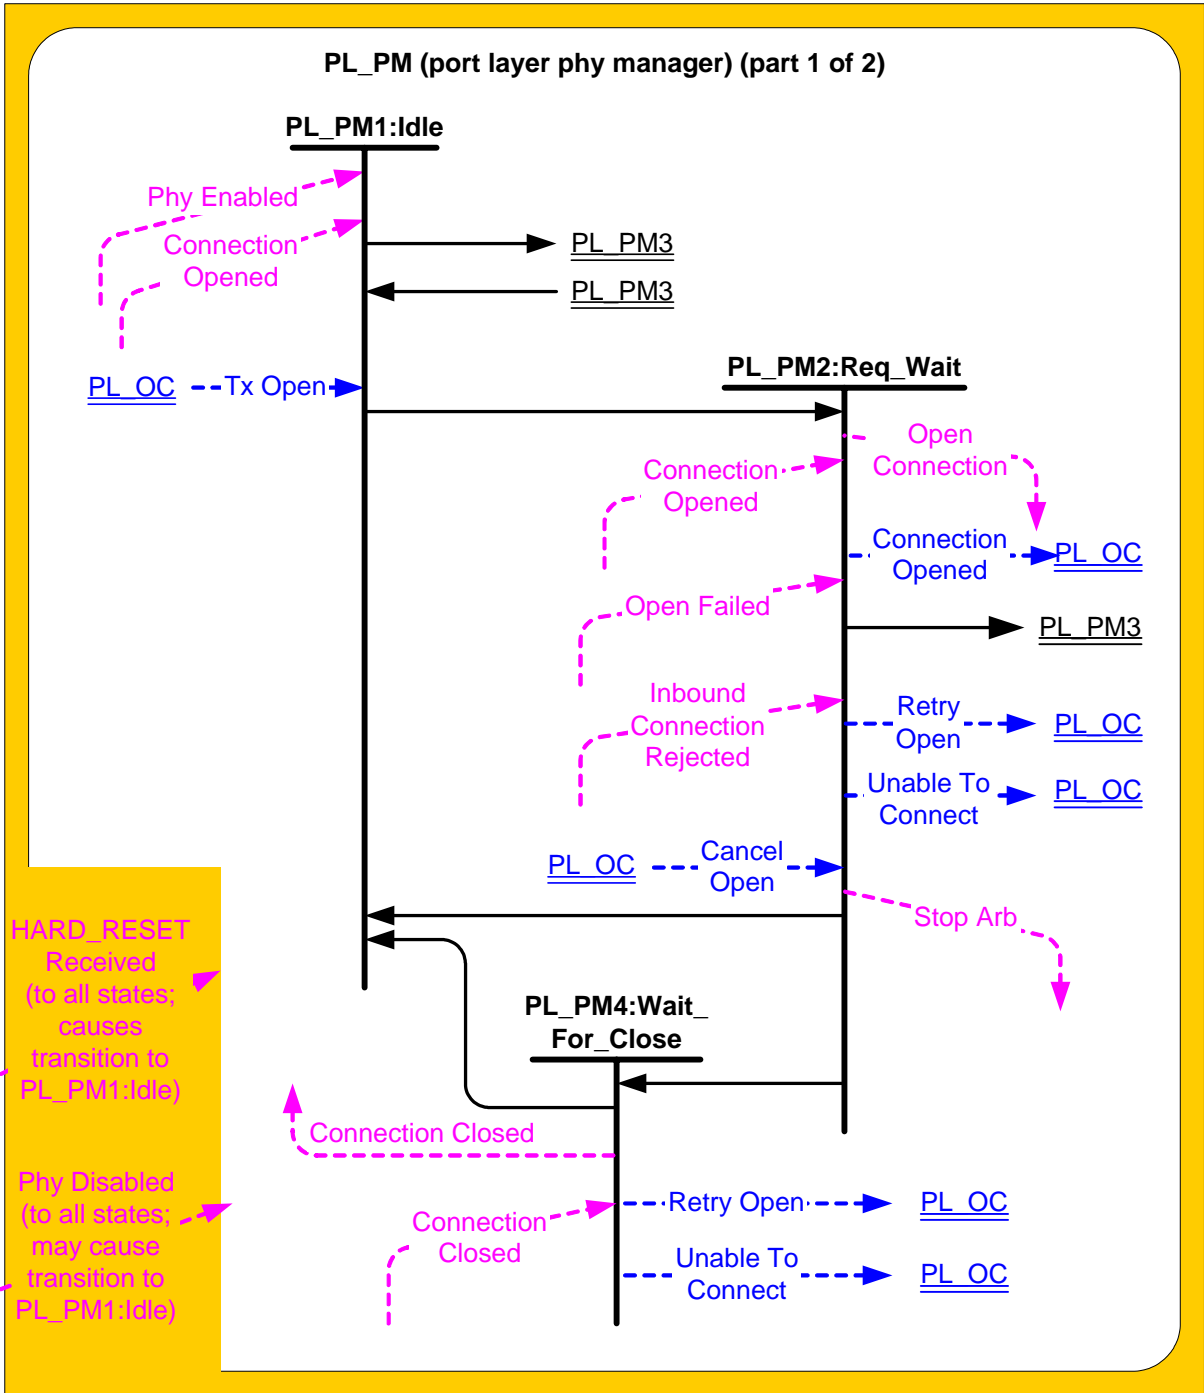 PL_PM (port layer phy manager) (part 1 of 2)
PL_PM1:Idle
Phy Enabled
Connection
Opened
PL_PM3
PL_PM3
PL_OC
Tx Open
PL_PM2:Req_Wait
Open
Connection
Connection
Opened
Connection
Opened
PL_OC
Open Failed
PL_PM3
Inbound
Connection
Rejected
Retry
Open
PL_OC
Unable To
Connect
PL_OC
PL_OC
Cancel
Open
Stop Arb
HARD_RESET
Received
(to all states;
causes
transition to
PL_PM1:Idle)
PL_PM4:Wait_
For_Close
Connection Closed
Phy Disabled
(to all states;
may cause
transition to
PL_PM1:Idle)
Connection
Closed
Retry Open
PL_OC
Unable To
Connect
PL_OC